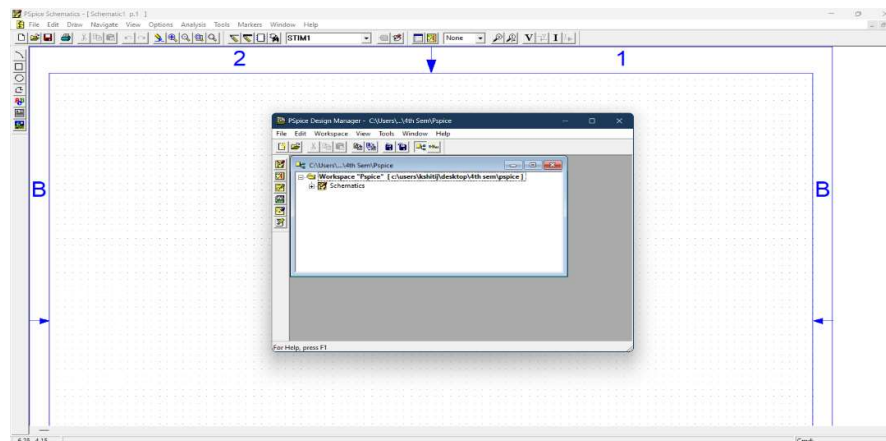 PSpice Schematics - [ Schematic1 p.1 ]
File Edit Draw Navigate View Options Analysis Tools Markers Window Help
STIM1 None V I
2 1
PSpice Design Manager - C:\Users\...\4th Sem\Pspice
File Edit Workspace View Tools Window Help
C:\Users\...\4th Sem\Pspice
Workspace "Pspice" [ c:\users\kshitij\desktop\4th sem\pspice ]
Schematics
B B
For Help, press F1